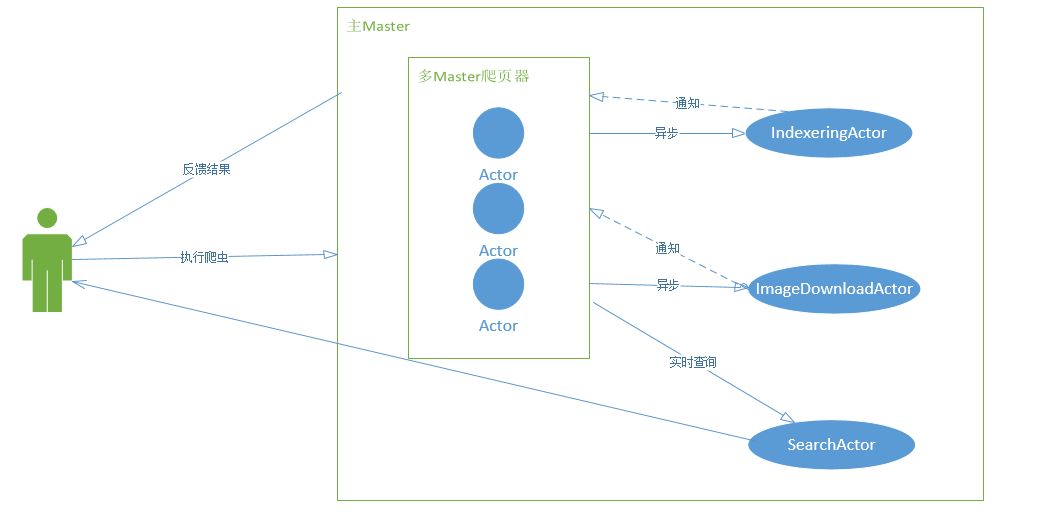 主Master
多Master爬页器
通知
IndexeringActor
异步
Actor
反馈结果
Actor
通知
执行爬虫
异步
ImageDownloadActor
Actor
实时查询
SearchActor